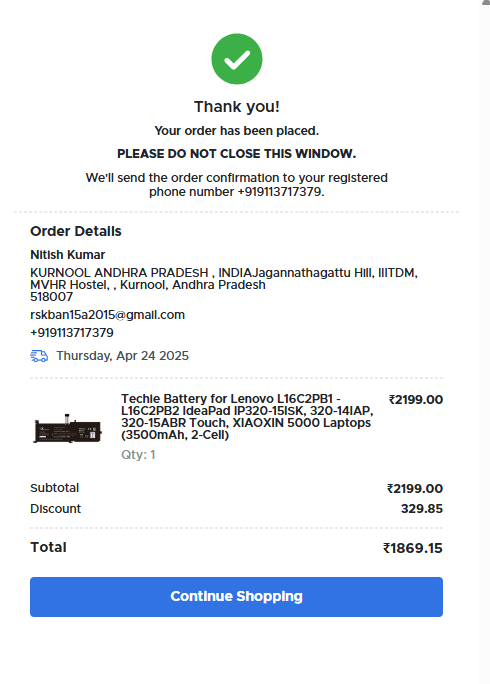 Thank you!
Your order has been placed.
PLEASE DO NOT CLOSE THIS WINDOW.
We'll send the order confirmation to your registered
phone number +919113717379.
Order Details
Nitish Kumar
KURNOOL ANDHRA PRADESH , INDIAJagannathagattu Hill, IIITDM,
MVHR Hostel, , Kurnool, Andhra Pradesh
518007
rskban15a2015@gmail.com
+919113717379
Thursday, Apr 24 2025
Techie Battery for Lenovo L16C2PB1 - ₹2199.00
L16C2PB2 IdeaPad IP320-15ISK, 320-14IAP,
320-15ABR Touch, XIAOXIN 5000 Laptops
(3500mAh, 2-Cell)
Qty: 1
Subtotal ₹2199.00
Discount 329.85
Total ₹1869.15
Continue Shopping